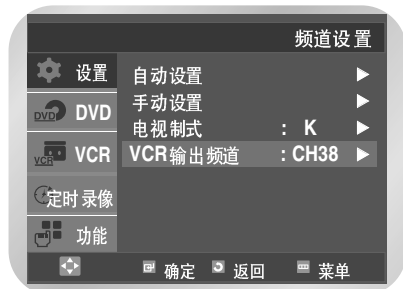 频道设置
设置
自动设置
手动设置
DVD
DVD
电视制式 : K
VCR
VCR
VCR输出频道 : CH38
定时录像
功能
确定 返回 菜单